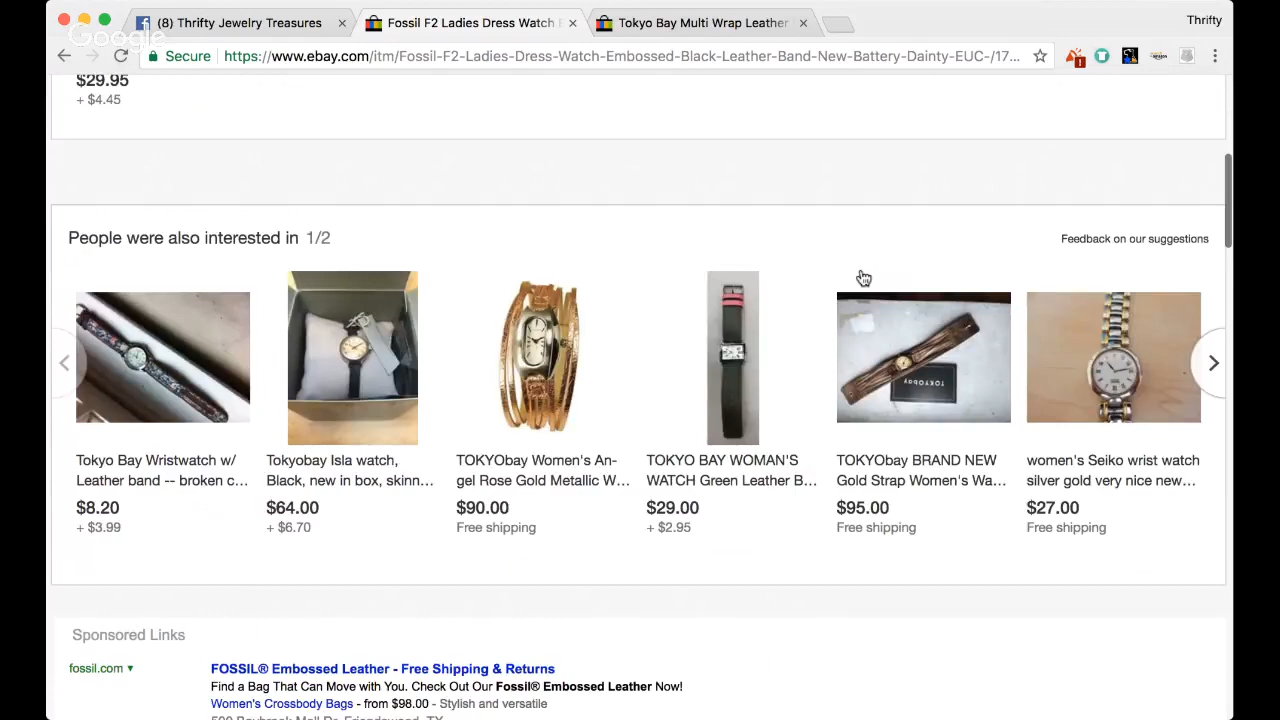 (8) Thrifty Jewelry Treasures
Fossil F2 Ladies Dress Watch E
Tokyo Bay Multi Wrap Leather
Thrifty
Google
Secure
https://www.ebay.com/itm/Fossil-F2-Ladies-Dress-Watch-Embossed-Black-Leather-Band-New-Battery-Dainty-EUC-/17...
$29.95
+ $4.45
People were also interested in 1/2
Feedback on our suggestions
TOKYObay
Tokyo Bay Wristwatch w/
Leather band -- broken c...
$8.20
+ $3.99
Tokyobay Isla watch,
Black, new in box, skinn...
$64.00
+ $6.70
TOKYObay Women's An-
gel Rose Gold Metallic W...
$90.00
Free shipping
TOKYO BAY WOMAN'S
WATCH Green Leather B...
$29.00
+ $2.95
TOKYObay BRAND NEW
Gold Strap Women's Wa...
$95.00
Free shipping
women's Seiko wrist watch
silver gold very nice new...
$27.00
Free shipping
Sponsored Links
fossil.com
FOSSIL® Embossed Leather - Free Shipping & Returns
Find a Bag That Can Move with You. Check Out Our Fossil® Embossed Leather Now!
Women's Crossbody Bags - from $98.00 - Stylish and versatile